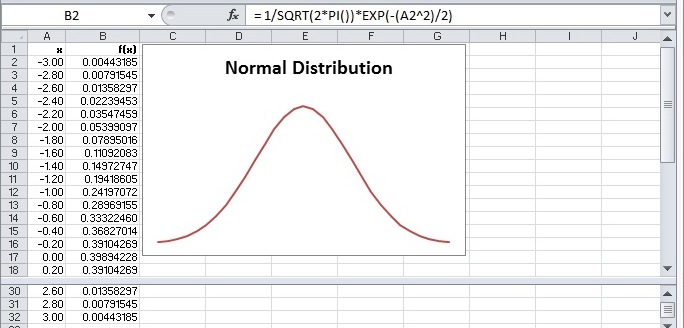 B2 fx =1/SQRT(2*PI())*EXP(-(A2^2)/2)
A B C D E F G H I J
1 x f(x)
Normal Distribution
2 -3.00 0.00443185
3 -2.80 0.00791545
4 -2.60 0.01358297
5 -2.40 0.02239453
6 -2.20 0.03547459
7 -2.00 0.05399097
8 -1.80 0.07895016
9 -1.60 0.11092083
10 -1.40 0.14972747
11 -1.20 0.19418605
12 -1.00 0.24197072
13 -0.80 0.28969155
14 -0.60 0.33322460
15 -0.40 0.36827014
16 -0.20 0.39104269
17 0.00 0.39894228
18 0.20 0.39104269
30 2.60 0.01358297
31 2.80 0.00791545
32 3.00 0.00443185